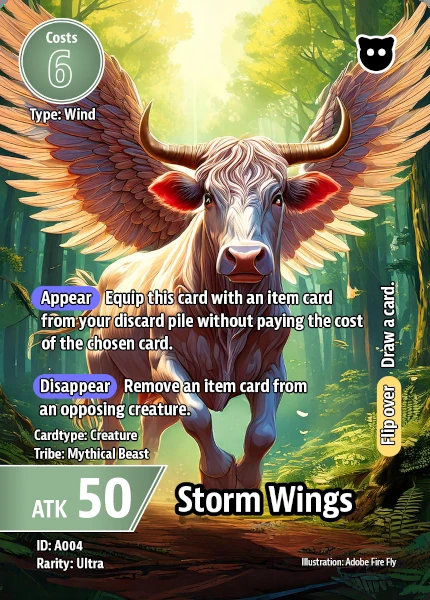 Costs
6
Type: Wind
Appear Equip this card with an item card
from your discard pile without paying the cost
of the chosen card.
Disappear Remove an item card from
an opposing creature.
Flip over Draw a card.
Cardtype: Creature
Tribe: Mythical Beast
ATK 50
Storm Wings
ID: A004
Rarity: Ultra
Illustration: Adobe Fire Fly